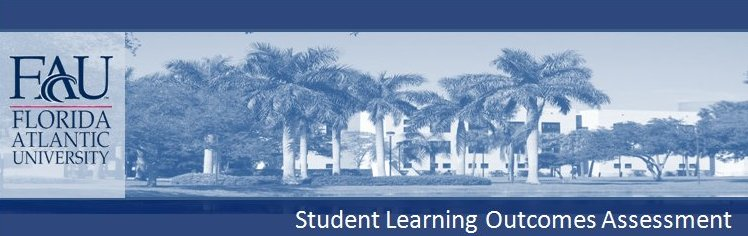 FAU
FLORIDA
ATLANTIC
UNIVERSITY
Student Learning Outcomes Assessment